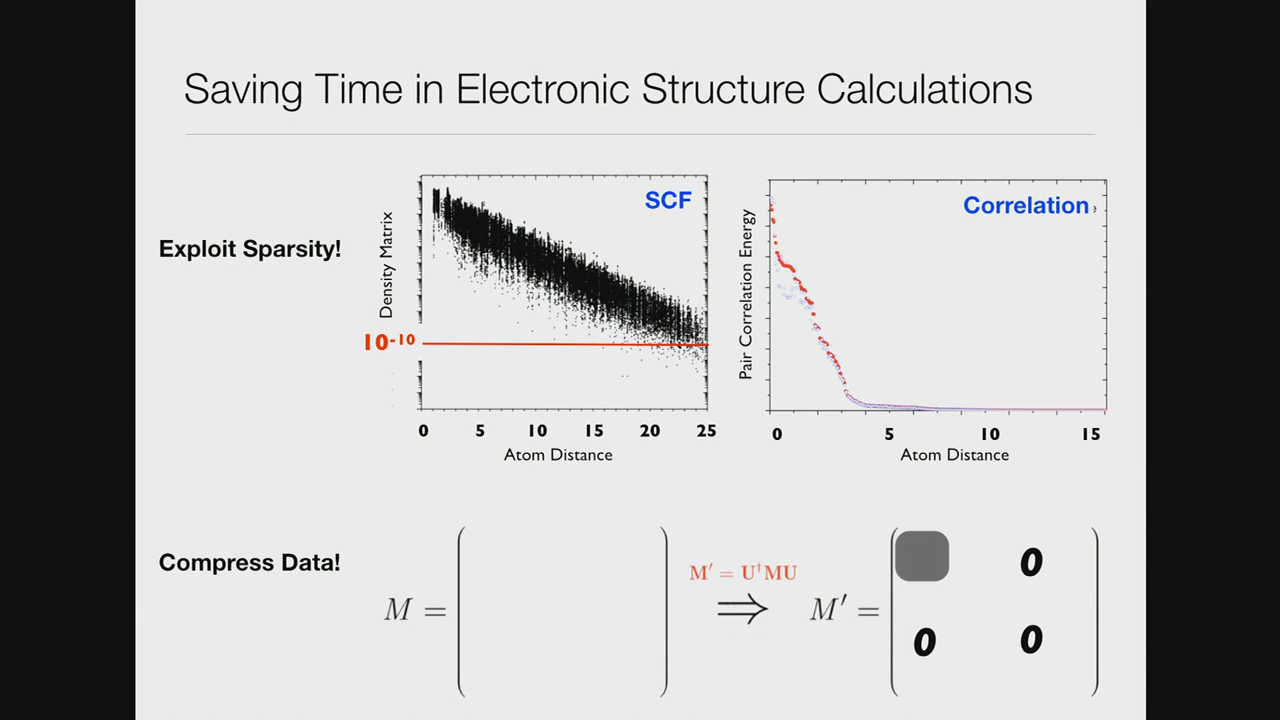 Saving Time in Electronic Structure Calculations
Exploit Sparsity!
Density Matrix
SCF
10⁻¹⁰
0 5 10 15 20 25
Atom Distance
Pair Correlation Energy
Correlation
0 5 10 15
Atom Distance
Compress Data!
M =
M′ = U†MU
⇒
M′ =
0
0 0